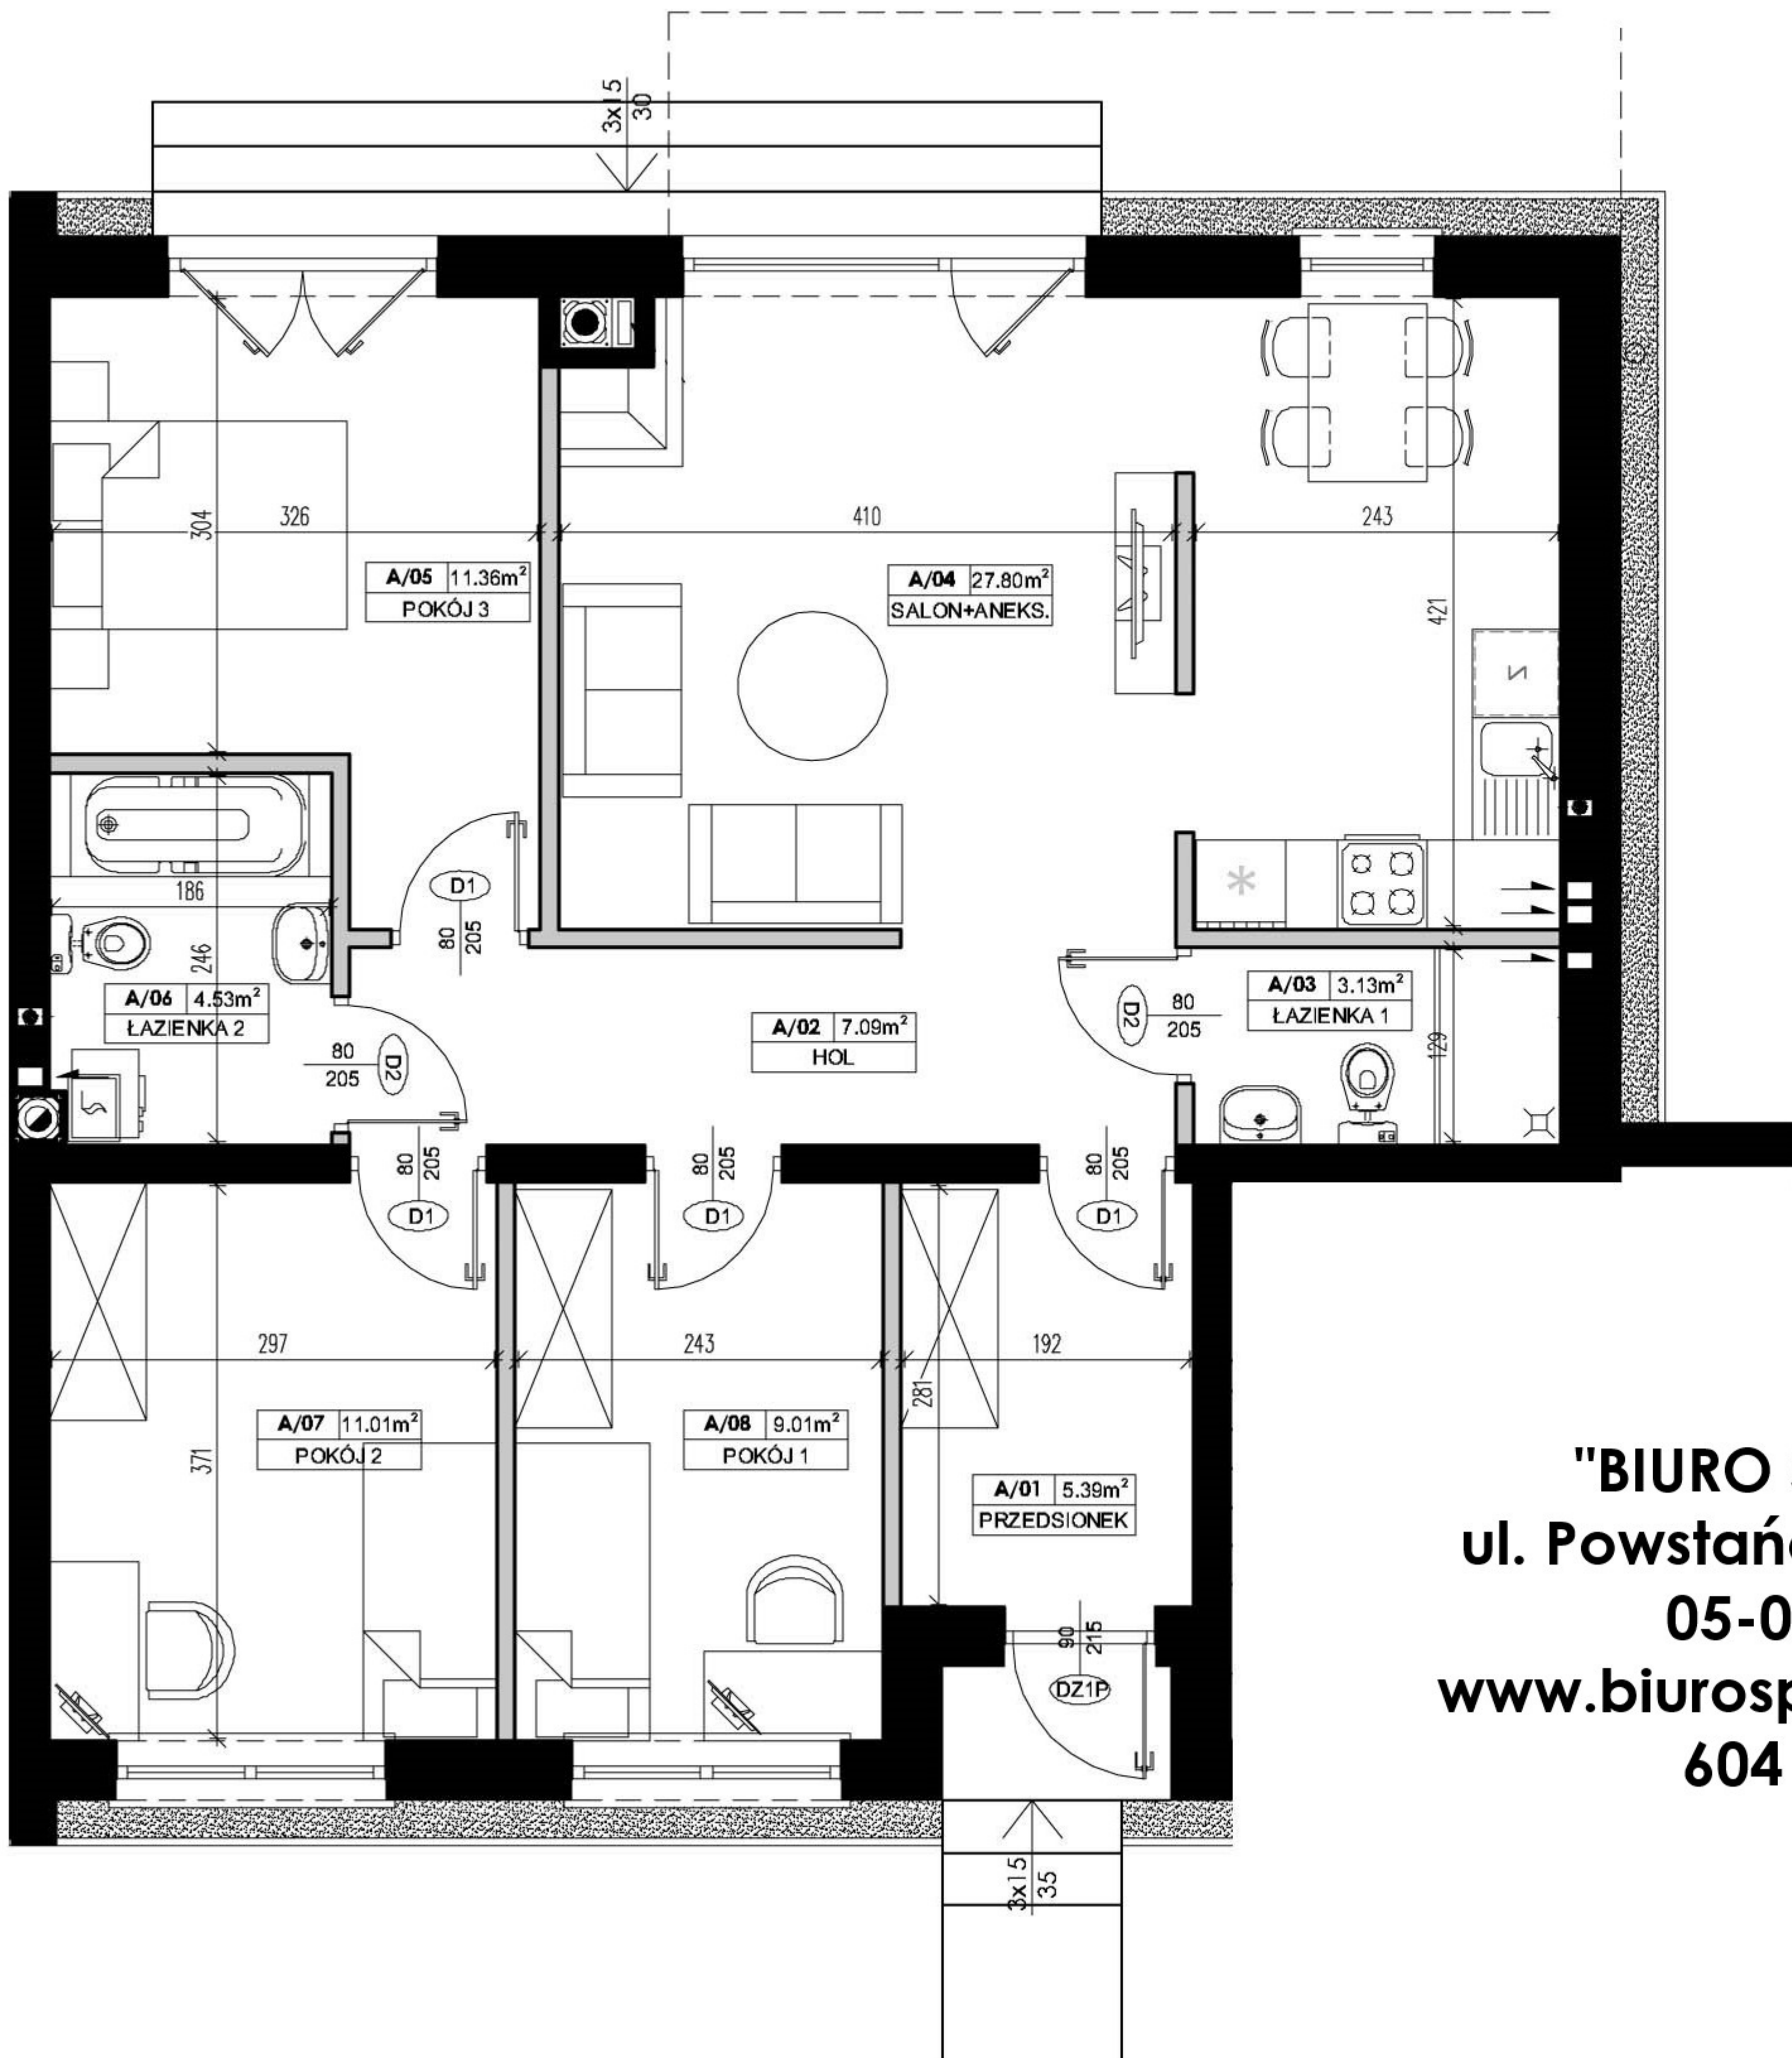 3x15
30
304
326
410
243
A/05 11.36m²
POKÓJ 3
A/04 27.80m²
SALON+ANEKS.
421
186
D1
80
205
246
A/06 4.53m²
ŁAZIENKA 2
80
205
D2
A/02 7.09m²
HOL
D2
80
205
A/03 3.13m²
ŁAZIENKA 1
129
80
205
D1
80
205
D1
80
205
D1
297
243
192
281
371
A/07 11.01m²
POKÓJ 2
A/08 9.01m²
POKÓJ 1
A/01 5.39m²
PRZEDSIONEK
90
215
DZ1P
3x15
35
"BIURO
ul. Powstań
05-0
www.biurosp
604